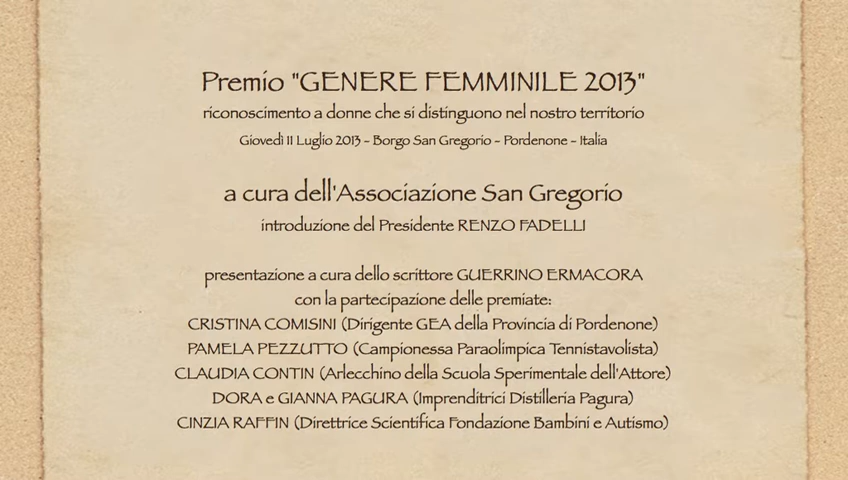 Premio "GENERE FEMMINILE 2013"
riconoscimento a donne che si distinguono nel nostro territorio
Giovedì 11 Luglio 2013 - Borgo San Gregorio - Pordenone - Italia
a cura dell'Associazione San Gregorio
introduzione del Presidente RENZO FADELLI
presentazione a cura dello scrittore GUERRINO ERMACORA
con la partecipazione delle premiate:
CRISTINA COMISINI (Dirigente GEA della Provincia di Pordenone)
PAMELA PEZZUTTO (Campionessa Paraolimpica Tennistavolista)
CLAUDIA CONTIN (Arlecchino della Scuola Sperimentale dell'Attore)
DORA e GIANNA PAGURA (Imprenditrici Distilleria Pagura)
CINZIA RAFFIN (Direttrice Scientifica Fondazione Bambini e Autismo)